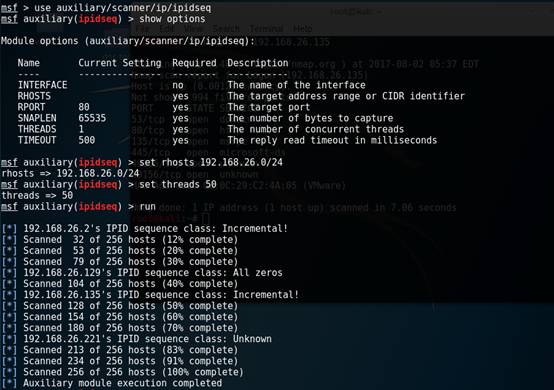 msf > use auxiliary/scanner/ip/ipidseq
msf auxiliary(ipidseq) > show options
Module options (auxiliary/scanner/ip/ipidseq):
Name Current Setting Required Description
---- --------------- -------- -----------
INTERFACE no The name of the interface
RHOSTS yes The target address range or CIDR identifier
RPORT 80 yes The target port
SNAPLEN 65535 yes The number of bytes to capture
THREADS 1 yes The number of concurrent threads
TIMEOUT 500 yes The reply read timeout in milliseconds
msf auxiliary(ipidseq) > set rhosts 192.168.26.0/24
rhosts => 192.168.26.0/24
msf auxiliary(ipidseq) > set threads 50
threads => 50
msf auxiliary(ipidseq) > run
[*] 192.168.26.2's IPID sequence class: Incremental!
[*] Scanned 32 of 256 hosts (12% complete)
[*] Scanned 53 of 256 hosts (20% complete)
[*] Scanned 79 of 256 hosts (30% complete)
[*] 192.168.26.129's IPID sequence class: All zeros
[*] Scanned 104 of 256 hosts (40% complete)
[*] 192.168.26.135's IPID sequence class: Incremental!
[*] Scanned 128 of 256 hosts (50% complete)
[*] Scanned 154 of 256 hosts (60% complete)
[*] Scanned 180 of 256 hosts (70% complete)
[*] 192.168.26.221's IPID sequence class: Unknown
[*] Scanned 213 of 256 hosts (83% complete)
[*] Scanned 234 of 256 hosts (91% complete)
[*] Scanned 256 of 256 hosts (100% complete)
[*] Auxiliary module execution completed